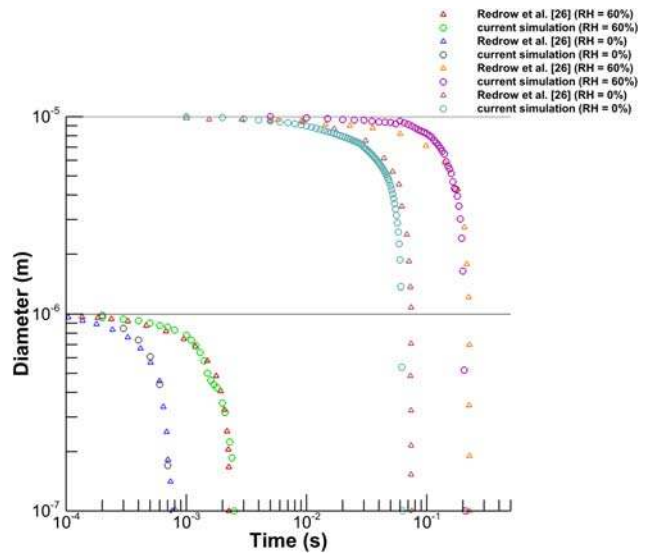 Redrow et al. [26] (RH = 60%)
current simulation (RH = 60%)
Redrow et al. [26] (RH = 0%)
current simulation (RH = 0%)
Redrow et al. [26] (RH = 60%)
current simulation (RH = 60%)
Redrow et al. [26] (RH = 0%)
current simulation (RH = 0%)
10⁻⁵
10⁻⁶
10⁻⁷
Diameter (m)
10⁻⁴
10⁻³
10⁻²
10⁻¹
Time (s)